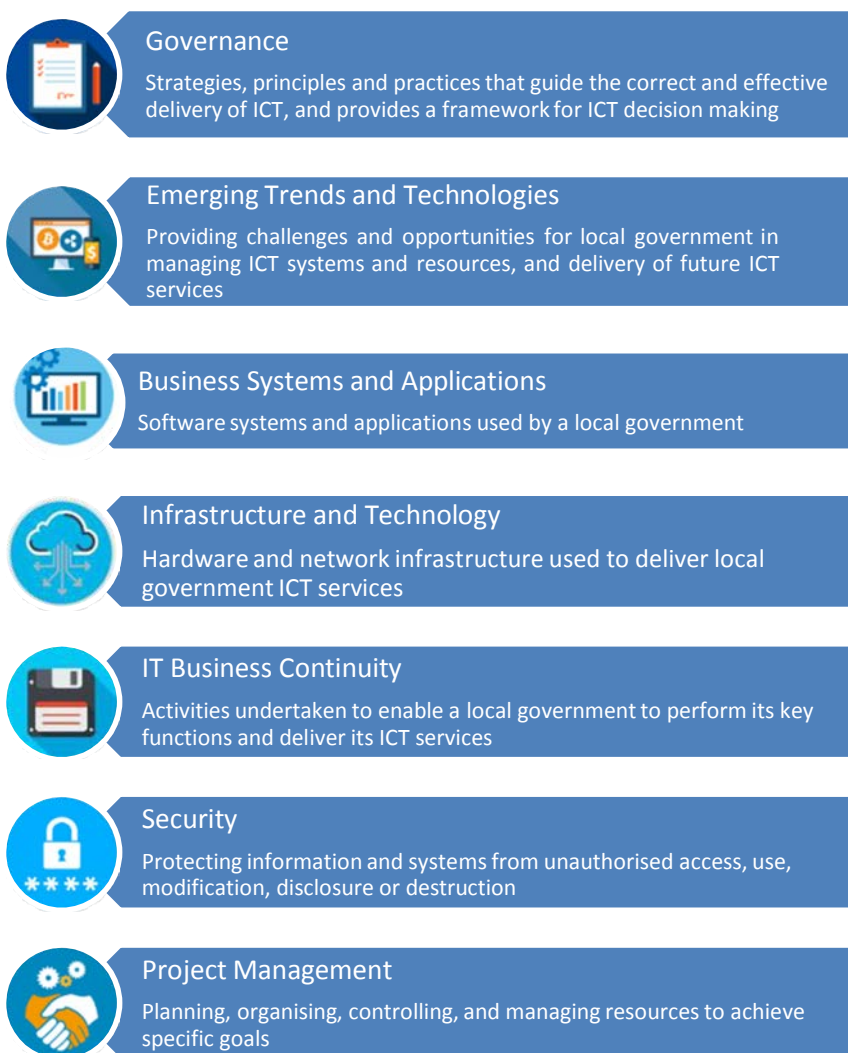 Governance
Strategies, principles and practices that guide the correct and effective
delivery of ICT, and provides a framework for ICT decision making
Emerging Trends and Technologies
Providing challenges and opportunities for local government in
managing ICT systems and resources, and delivery of future ICT
services
Business Systems and Applications
Software systems and applications used by a local government
Infrastructure and Technology
Hardware and network infrastructure used to deliver local
government ICT services
IT Business Continuity
Activities undertaken to enable a local government to perform its key
functions and deliver its ICT services
Security
Protecting information and systems from unauthorised access, use,
modification, disclosure or destruction
****
Project Management
Planning, organising, controlling, and managing resources to achieve
specific goals